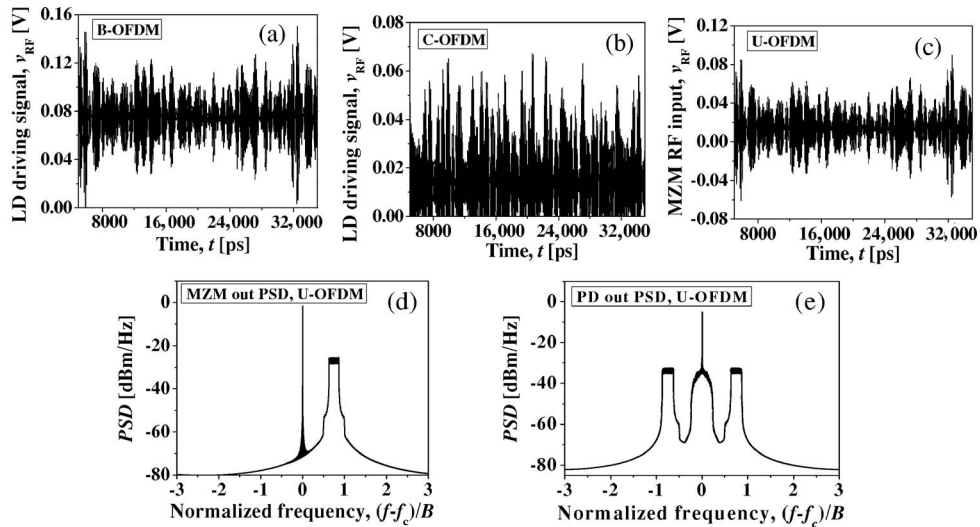 B-OFDM
(a)
LD driving signal, v_RF [V]
0.16
0.12
0.08
0.04
0.00
8000 16,000 24,000 32,000
Time, t [ps]
C-OFDM
(b)
LD driving signal, v_RF [V]
0.08
0.06
0.04
0.02
0.00
8000 16,000 24,000 32,000
Time, t [ps]
U-OFDM
(c)
MZM RF input, v_RF [V]
0.12
0.08
0.04
0.00
-0.04
-0.08
8000 16,000 24,000 32,000
Time, t [ps]
MZM out PSD, U-OFDM
(d)
PSD [dBm/Hz]
0
-20
-40
-60
-80
-3 -2 -1 0 1 2 3
Normalized frequency, (f-f_c)/B
PD out PSD, U-OFDM
(e)
PSD [dBm/Hz]
0
-20
-40
-60
-80
-3 -2 -1 0 1 2 3
Normalized frequency, (f-f_c)/B